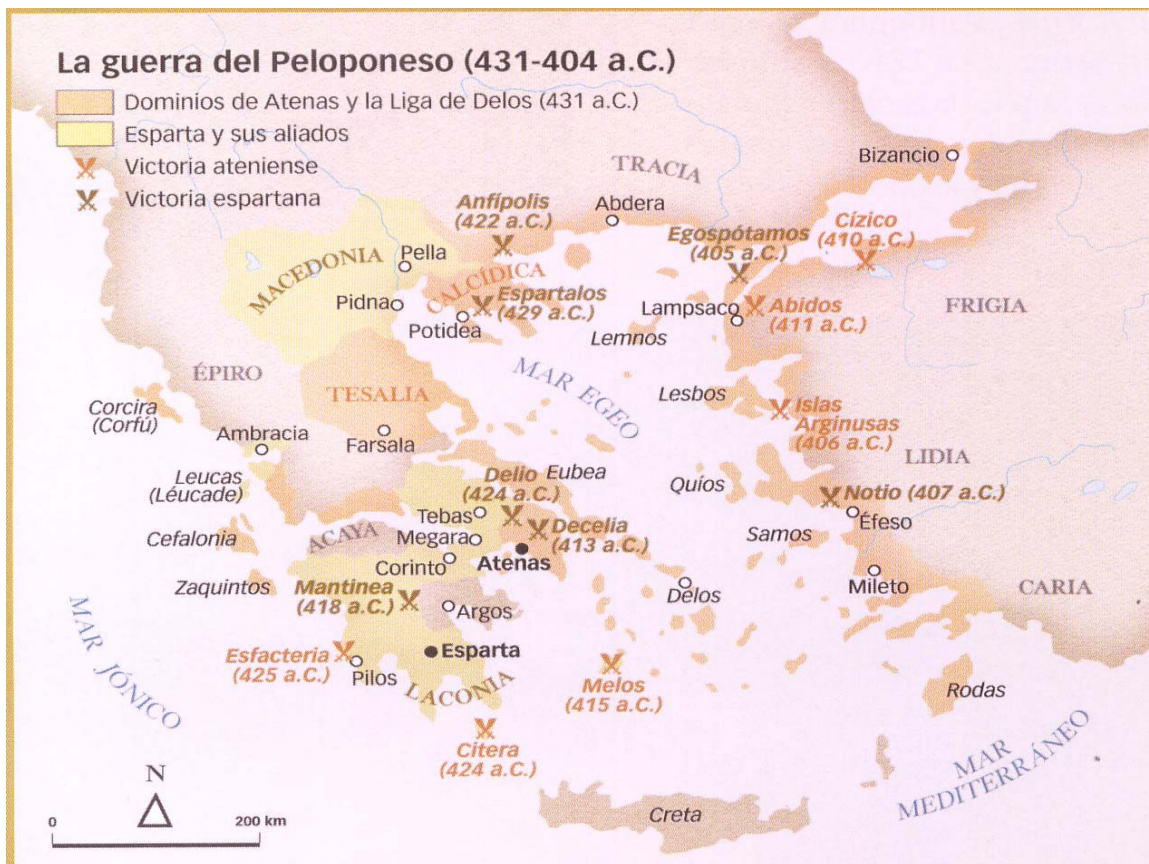 La guerra del Peloponeso (431-404 a.C.)
Dominios de Atenas y la Liga de Delos (431 a.C.)
Esparta y sus aliados
Victoria ateniense
Victoria espartana
TRACIA
Bizancio
Anfípolis
(422 a.C.)
Abdera
Egospótamos
(405 a.C.)
Cízico
(410 a.C.)
MACEDONIA
Pella
CALCÍDICA
Espartalos
(429 a.C.)
Pidna
Potidea
Lemnos
Lampsaco
Abidos
(411 a.C.)
FRIGIA
ÉPIRO
TESALIA
MAR EGEO
Lesbos
Islas
Arginusas
(406 a.C.)
Corcira
(Corfú)
Ambracia
Farsala
LIDIA
Leucas
(Léucade)
Delio
(424 a.C.)
Eubea
Quíos
Notio (407 a.C.)
Tebas
Éfeso
Cefalonia
ACAYA
Megara
Decelia
(413 a.C.)
Samos
Corinto
Atenas
Zaquintos
Mantinea
(418 a.C.)
Argos
Delos
Mileto
CARIA
MAR JÓNICO
Esfacteria
(425 a.C.)
Pilos
Esparta
LACONIA
Melos
(415 a.C.)
Rodas
Citera
(424 a.C.)
MAR
MEDITERRÁNEO
N
0 200 km
Creta